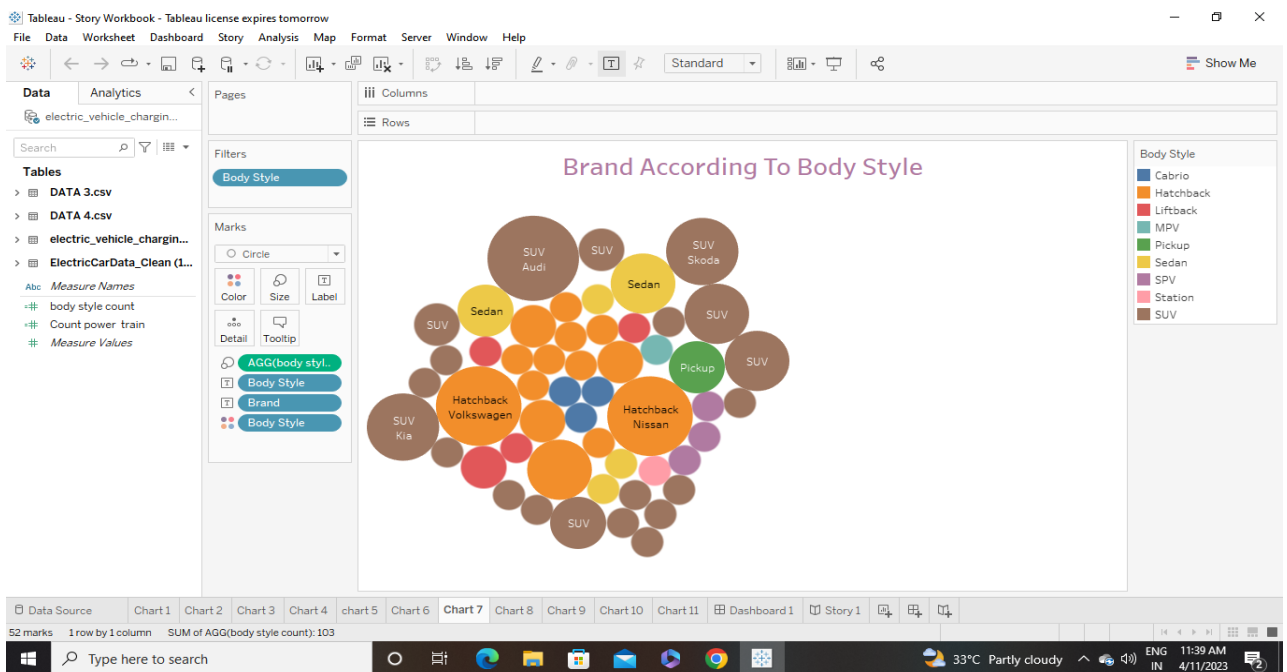 Tableau - Story Workbook - Tableau license expires tomorrow
File Data Worksheet Dashboard Story Analysis Map Format Server Window Help
Standard
Show Me
Data Analytics
electric_vehicle_chargin...
Search
Tables
DATA 3.csv
DATA 4.csv
electric_vehicle_chargin...
ElectricCarData_Clean (1...
Abc Measure Names
body style count
Count power train
Measure Values
Pages
Filters
Body Style
Marks
Circle
Color Size Label
Detail Tooltip
AGG(body styl..
Body Style
Brand
Body Style
Columns
Rows
Brand According To Body Style
SUV
Audi
SUV
SUV
Skoda
Sedan
Sedan
SUV
SUV
SUV
Pickup
Hatchback
Volkswagen
Hatchback
Nissan
SUV
Kia
SUV
Body Style
Cabrio
Hatchback
Liftback
MPV
Pickup
Sedan
SPV
Station
SUV
Data Source Chart 1 Chart 2 Chart 3 Chart 4 chart 5 Chart 6 Chart 7 Chart 8 Chart 9 Chart 10 Chart 11 Dashboard 1 Story 1
52 marks 1 row by 1 column SUM of AGG(body style count): 103
Type here to search
33°C Partly cloudy
ENG
IN
11:39 AM
4/11/2023
2